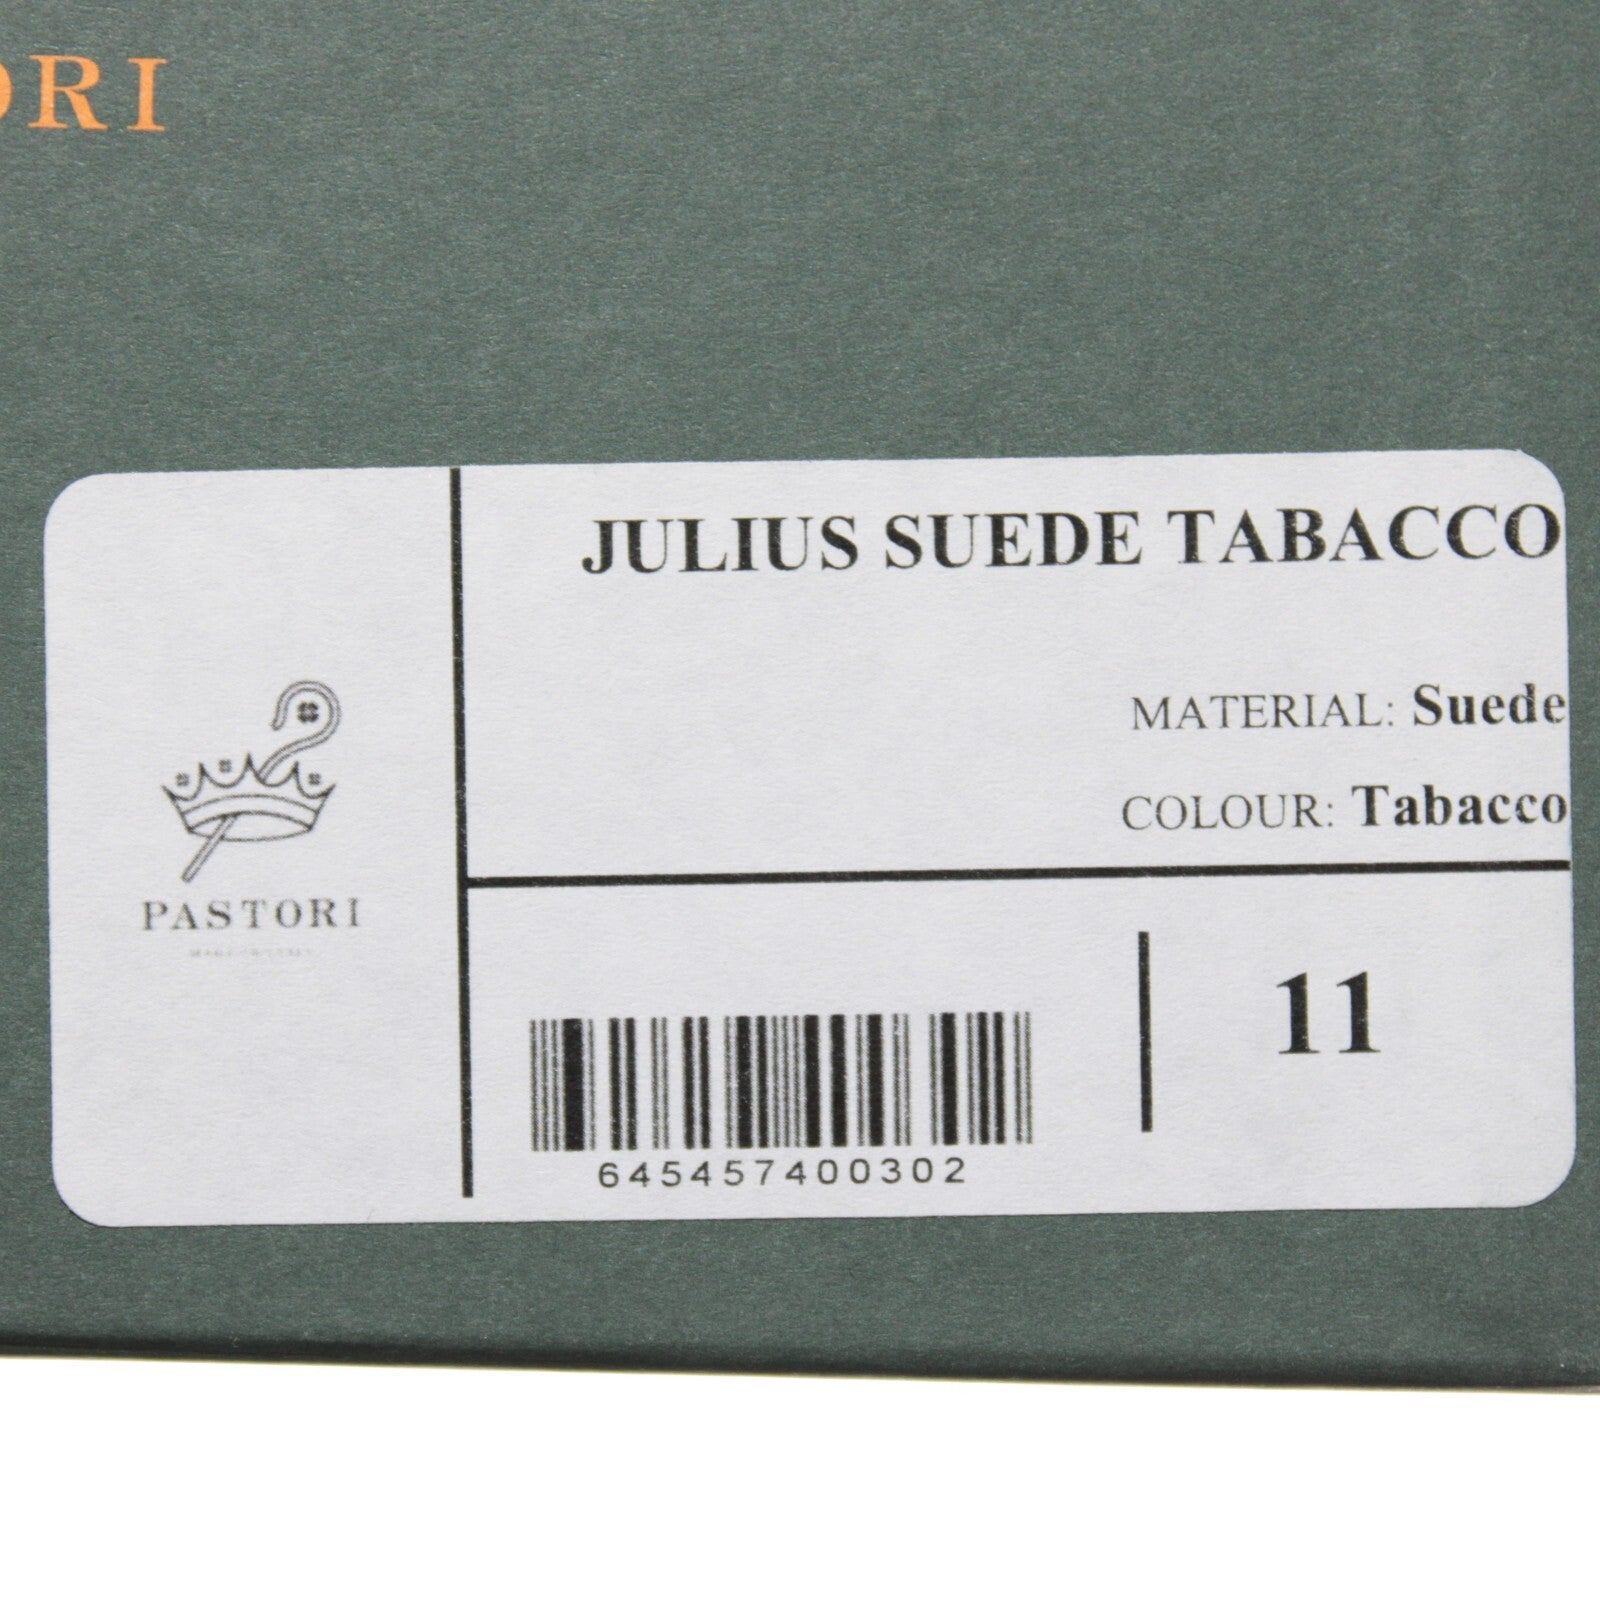 ORI
JULIUS SUEDE TABACCO
MATERIAL: Suede
COLOUR: Tabacco
PASTORI
11
645457400302